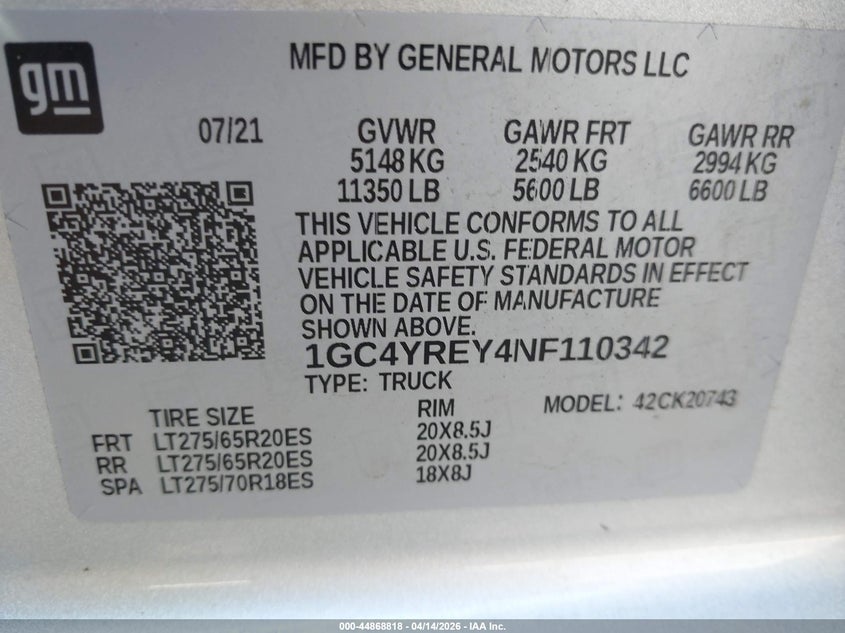 gm
MFD BY GENERAL MOTORS LLC
07/21 GVWR GAWR FRT GAWR RR
5148 KG 2540 KG 2994 KG
11350 LB 5600 LB 6600 LB
THIS VEHICLE CONFORMS TO ALL
APPLICABLE U.S. FEDERAL MOTOR
VEHICLE SAFETY STANDARDS IN EFFECT
ON THE DATE OF MANUFACTURE
SHOWN ABOVE.
1GC4YREY4NF110342
TYPE: TRUCK
MODEL: 42CK20743
TIRE SIZE RIM
FRT LT275/65R20ES 20X8.5J
RR LT275/65R20ES 20X8.5J
SPA LT275/70R18ES 18X8J
000-44868818 - 04/14/2026 - IAA Inc.